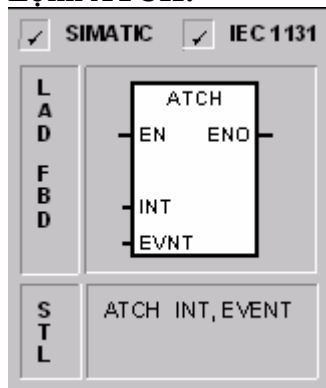 SIMATIC IEC 1131
LAD FBD
ATCH
EN ENO
INT
EVNT
STL
ATCH INT, EVENT